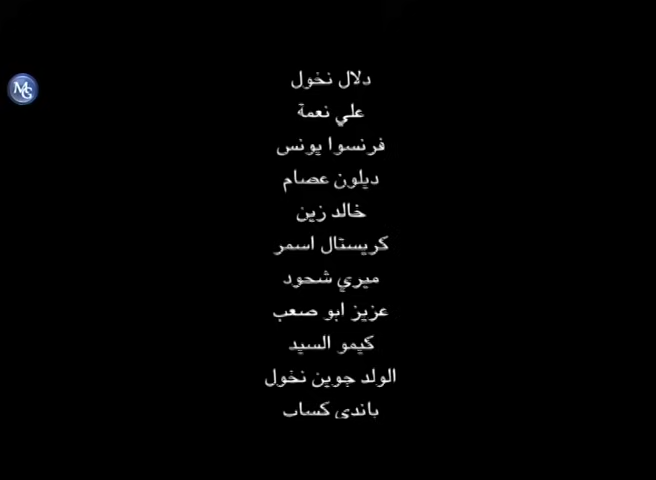 MG
دلال نخول
علي نعمة
فرنسوا يونس
ديلون عصام
خالد زين
كريستال اسمر
ميري شحود
عزيز ابو صعب
كيمو السيد
الولد جوين نخول
باندي كساب